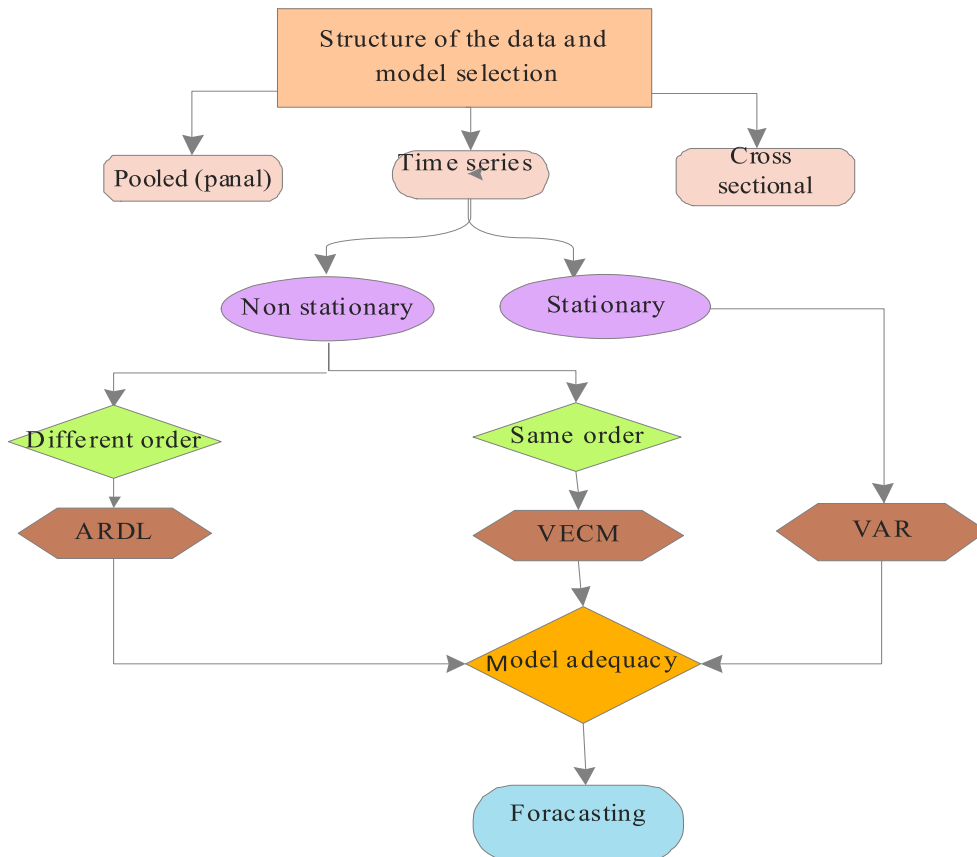 Structure of the data and
model selection
Pooled (panal)
Time series
Cross
sectional
Non stationary
Stationary
Different order
Same order
ARDL
VECM
VAR
Model adequacy
Foracasting